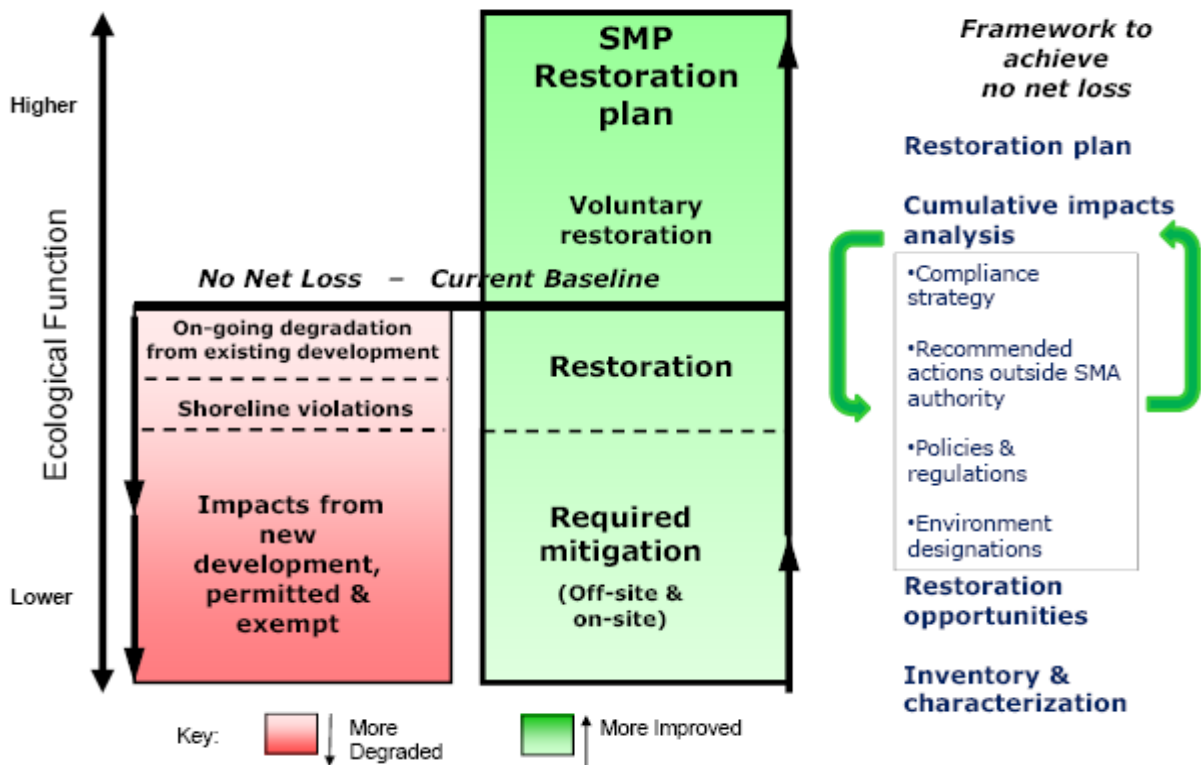 Higher
Ecological Function
Lower
SMP
Restoration
plan
Voluntary
restoration
No Net Loss – Current Baseline
On-going degradation
from existing development
Shoreline violations
Impacts from
new
development,
permitted &
exempt
Restoration
Required
mitigation
(Off-site &
on-site)
Key:
More
Degraded
More Improved
Framework to
achieve
no net loss
Restoration plan
Cumulative impacts
analysis
•Compliance
strategy
•Recommended
actions outside SMA
authority
•Policies &
regulations
•Environment
designations
Restoration
opportunities
Inventory &
characterization